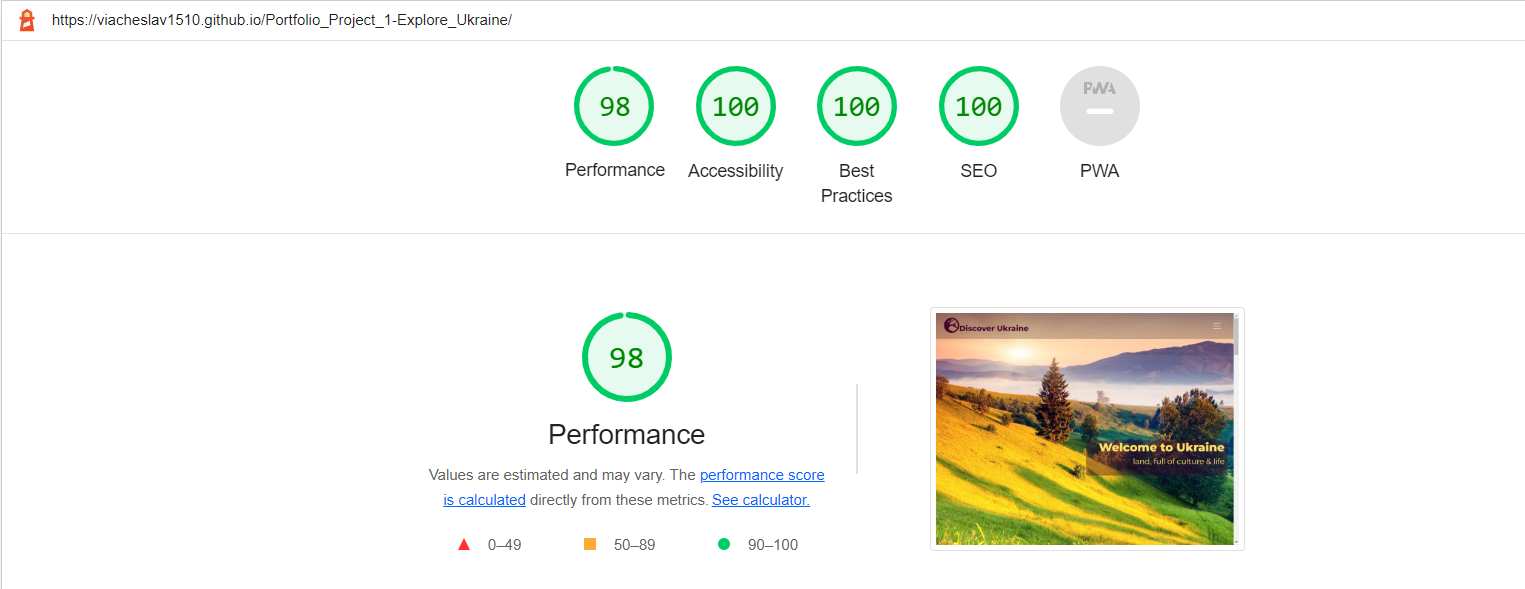 https://viacheslav1510.github.io/Portfolio_Project_1-Explore_Ukraine/
98
100
100
100
PWA
Performance
Accessibility
Best
Practices
SEO
PWA
98
Performance
Values are estimated and may vary. The performance score
is calculated directly from these metrics. See calculator.
0–49
50–89
90–100
Discover Ukraine
Welcome to Ukraine
land, full of culture & life